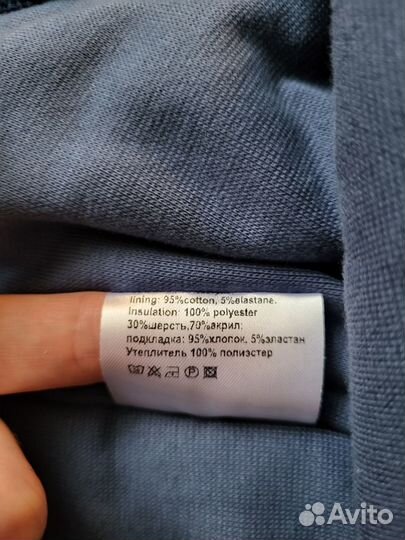 lining: 95%cotton, 5%elastane.
Insulation: 100% polyester
30%шерсть,70%акрил:
подкладка: 95%хлопок, 5%эластан
Утеплитель 100% полиэстер
Avito